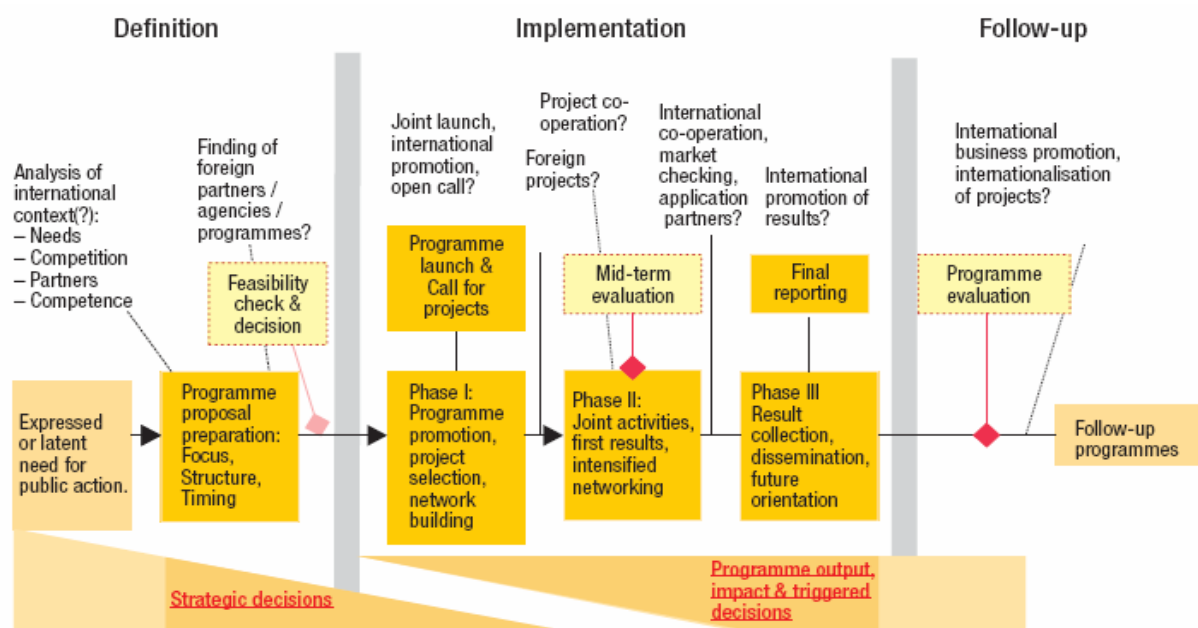 Definition
Implementation
Follow-up
Analysis of
international
context(?):
– Needs
– Competition
– Partners
– Competence
Finding of
foreign
partners /
agencies /
programmes?
Joint launch,
international
promotion,
open call?
Project co-
operation?
Foreign
projects?
International
co-operation,
market
checking,
application
partners?
International
promotion of
results?
International
business promotion,
internationalisation
of projects?
Feasibility
check &
decision
Programme
launch &
Call for
projects
Mid-term
evaluation
Final
reporting
Programme
evaluation
Expressed
or latent
need for
public action.
Programme
proposal
preparation:
Focus,
Structure,
Timing
Phase I:
Programme
promotion,
project
selection,
network
building
Phase II:
Joint activities,
first results,
intensified
networking
Phase III
Result
collection,
dissemination,
future
orientation
Follow-up
programmes
Strategic decisions
Programme output,
impact & triggered
decisions